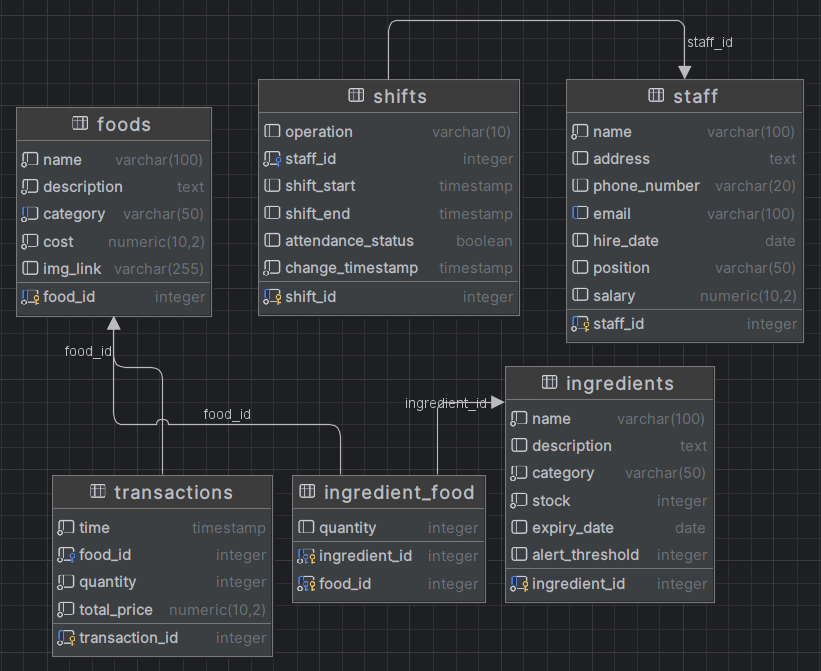 staff_id
foods
name varchar(100)
description text
category varchar(50)
cost numeric(10,2)
img_link varchar(255)
food_id integer
shifts
operation varchar(10)
staff_id integer
shift_start timestamp
shift_end timestamp
attendance_status boolean
change_timestamp timestamp
shift_id integer
staff
name varchar(100)
address text
phone_number varchar(20)
email varchar(100)
hire_date date
position varchar(50)
salary numeric(10,2)
staff_id integer
food_id
food_id
ingredient_id
transactions
time timestamp
food_id integer
quantity integer
total_price numeric(10,2)
transaction_id integer
ingredient_food
quantity integer
ingredient_id integer
food_id integer
ingredients
name varchar(100)
description text
category varchar(50)
stock integer
expiry_date date
alert_threshold integer
ingredient_id integer